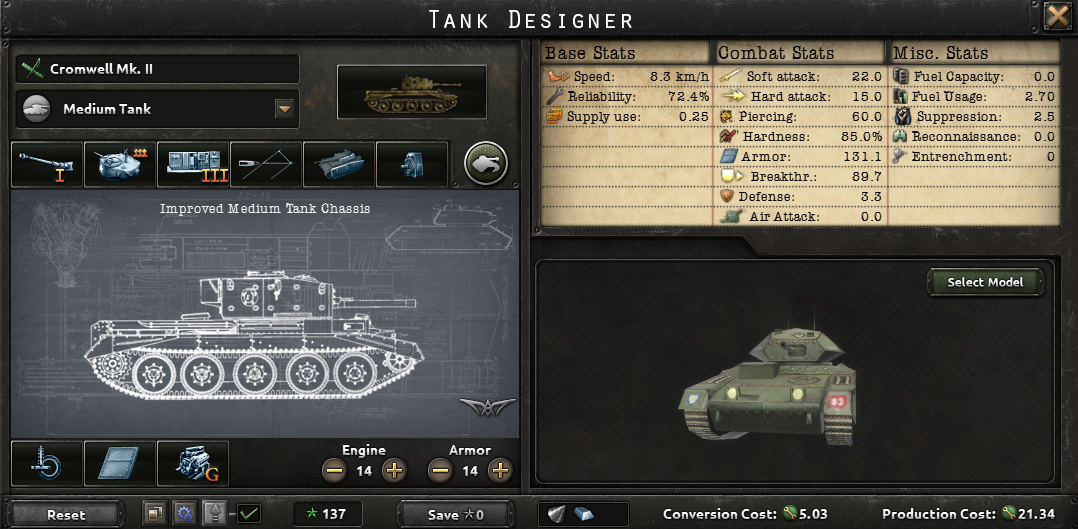 Tank Designer
Cromwell Mk. II
Medium Tank
I
III
Improved Medium Tank Chassis
G
Engine
14
Armor
14
Reset
137
Save 0
Base Stats
Speed: 8.3 km/h
Reliability: 72.4%
Supply use: 0.25
Combat Stats
Soft attack: 22.0
Hard attack: 15.0
Piercing: 60.0
Hardness: 85.0%
Armor: 131.1
Breakthr.: 89.7
Defense: 3.3
Air Attack: 0.0
Misc. Stats
Fuel Capacity: 0.0
Fuel Usage: 2.70
Suppression: 2.5
Reconnaissance: 0.0
Entrenchment: 0
Select Model
Conversion Cost: 5.03
Production Cost: 21.34